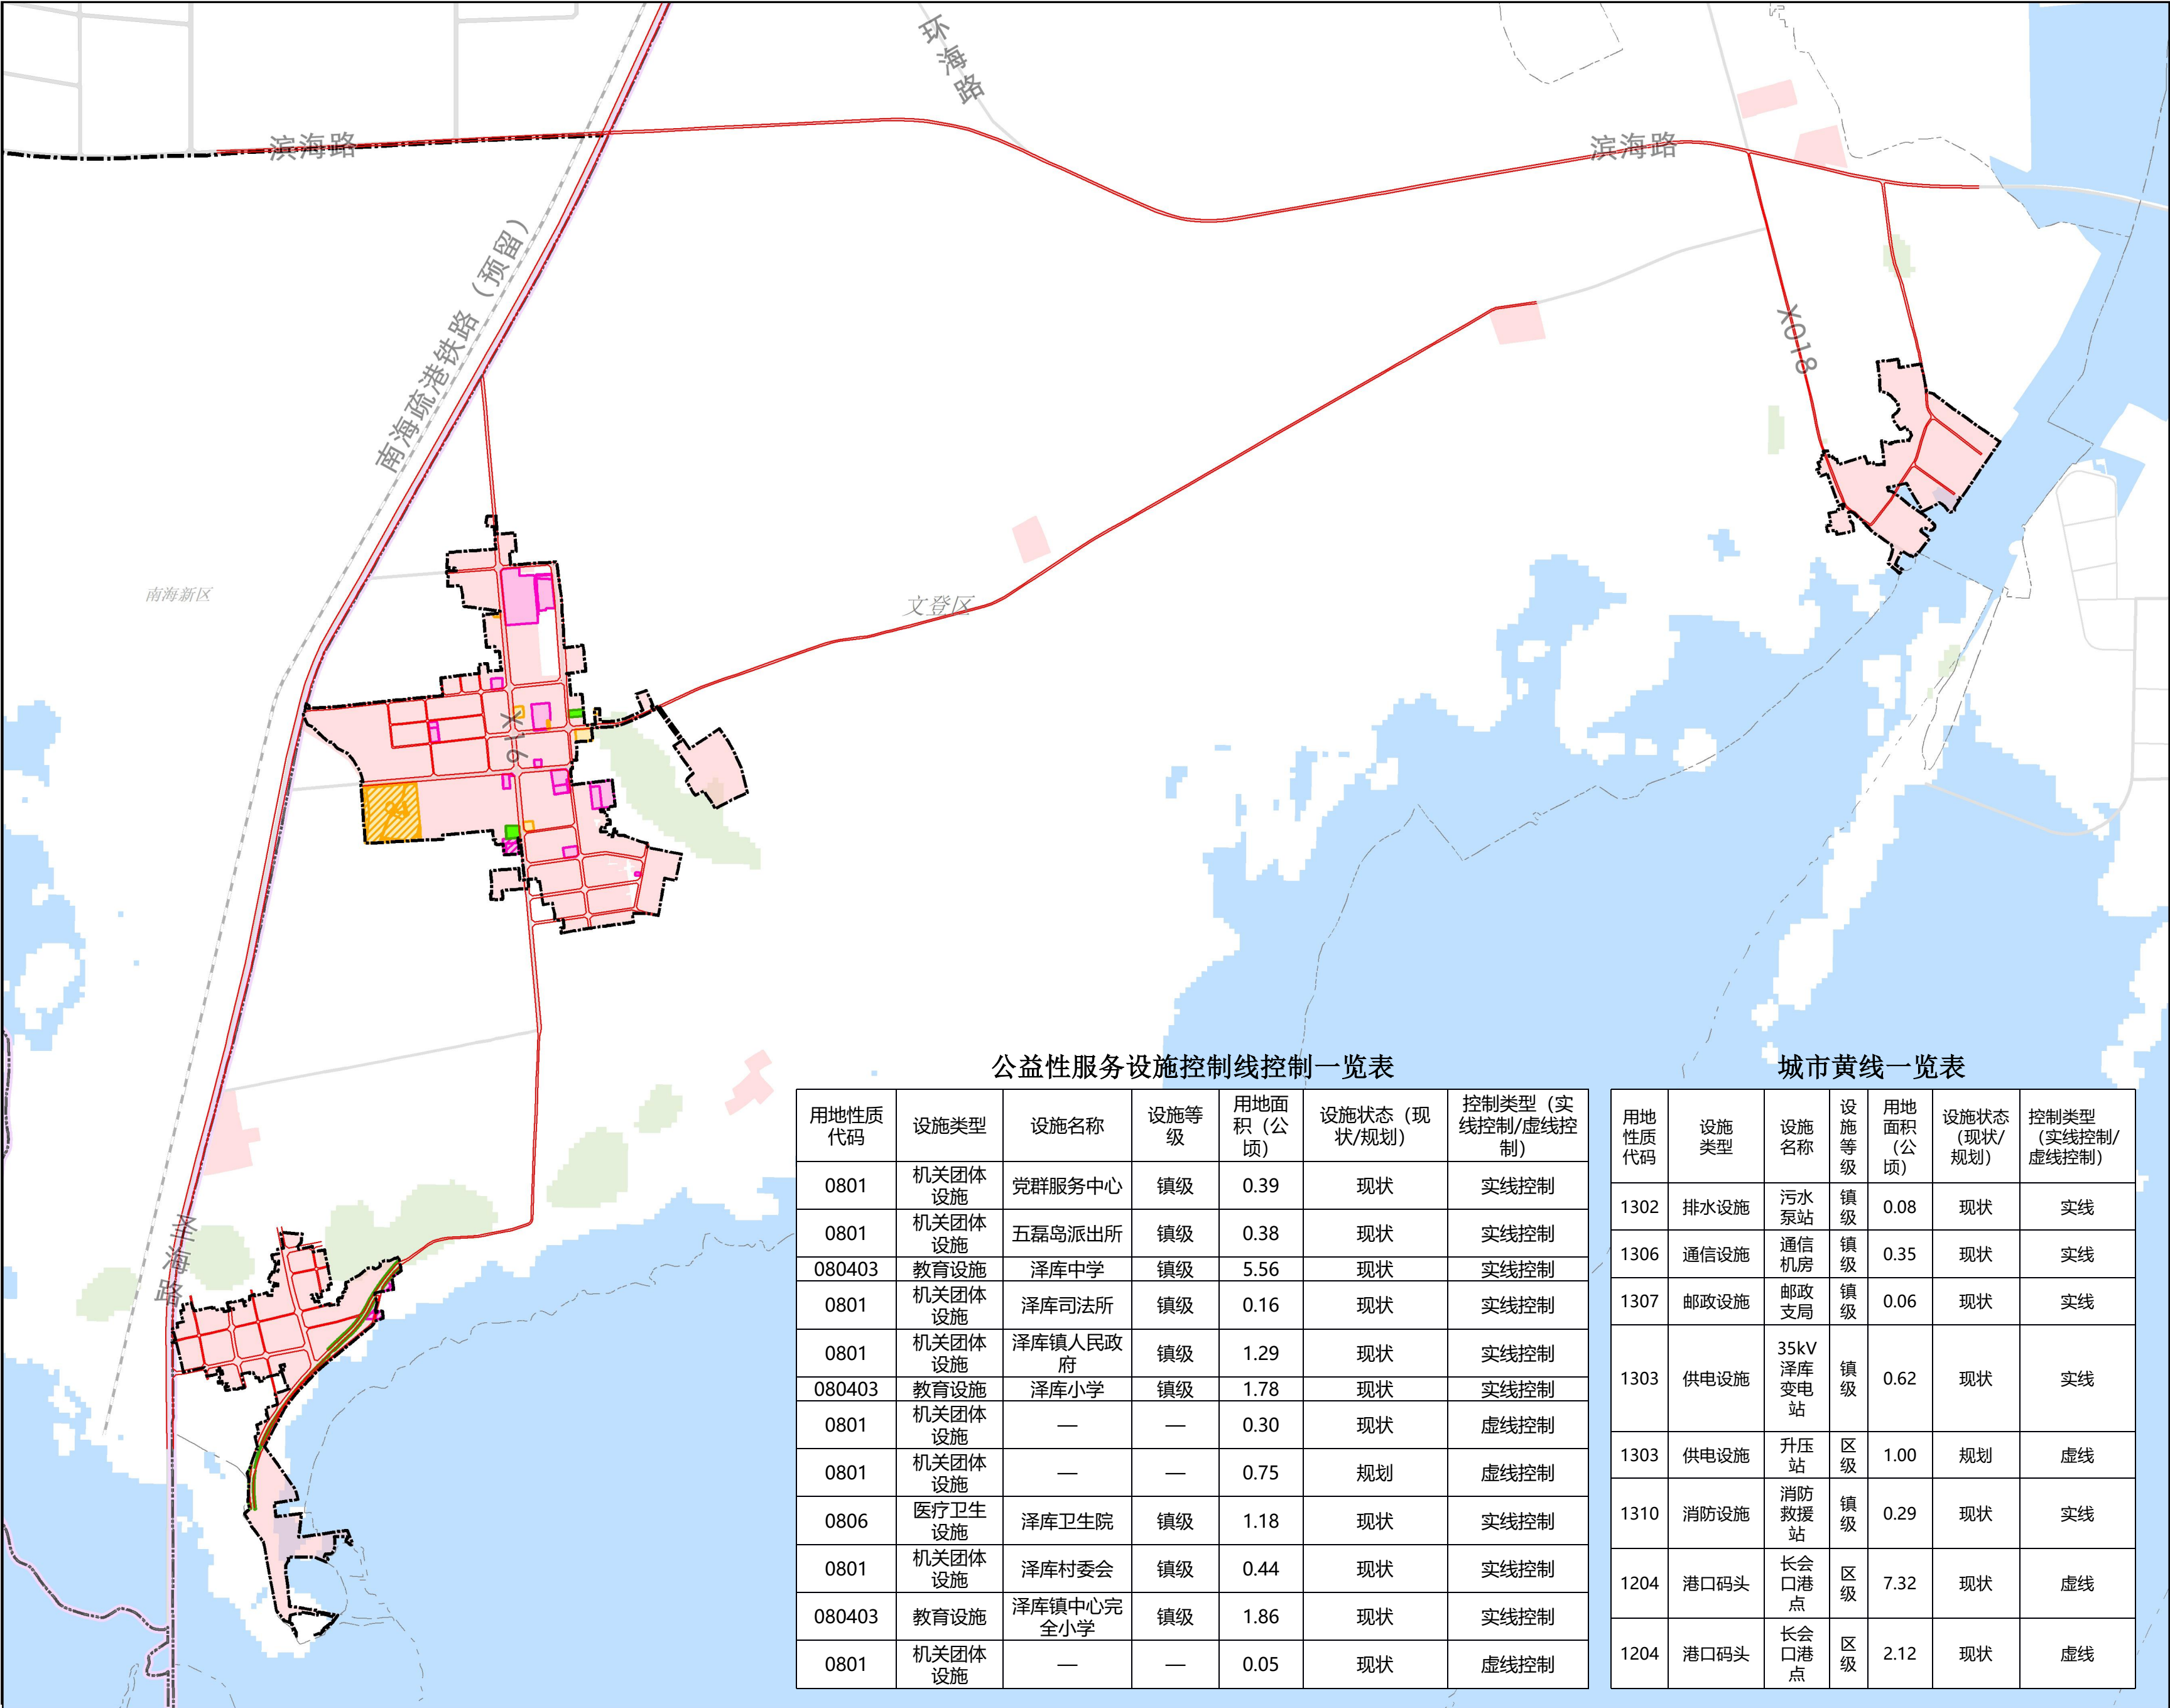 环海路
滨海路
滨海路
南海疏港铁路（预留）
X018
南海新区
文登区
X16
公益性服务设施控制线控制一览表
用地性质代码 设施类型 设施名称 设施等级 用地面积（公顷） 设施状态（现状/规划） 控制类型（实线控制/虚线控制）
0801 机关团体设施 党群服务中心 镇级 0.39 现状 实线控制
0801 机关团体设施 五磊岛派出所 镇级 0.38 现状 实线控制
080403 教育设施 泽库中学 镇级 5.56 现状 实线控制
0801 机关团体设施 泽库司法所 镇级 0.16 现状 实线控制
0801 机关团体设施 泽库镇人民政府 镇级 1.29 现状 实线控制
080403 教育设施 泽库小学 镇级 1.78 现状 实线控制
0801 机关团体设施 — — 0.30 现状 虚线控制
0801 机关团体设施 — — 0.75 规划 虚线控制
0806 医疗卫生设施 泽库卫生院 镇级 1.18 现状 实线控制
0801 机关团体设施 泽库村委会 镇级 0.44 现状 实线控制
080403 教育设施 泽库镇中心完全小学 镇级 1.86 现状 实线控制
0801 机关团体设施 — — 0.05 现状 虚线控制
城市黄线一览表
用地性质代码 设施类型 设施名称 设施等级 用地面积（公顷） 设施状态（现状/规划） 控制类型（实线控制/虚线控制）
1302 排水设施 污水泵站 镇级 0.08 现状 实线
1306 通信设施 通信机房 镇级 0.35 现状 实线
1307 邮政设施 邮政支局 镇级 0.06 现状 实线
1303 供电设施 35kV泽库变电站 镇级 0.62 现状 实线
1303 供电设施 升压站 区级 1.00 规划 虚线
1310 消防设施 消防救援站 镇级 0.29 现状 实线
1204 港口码头 长会口港点 区级 7.32 现状 虚线
1204 港口码头 长会口港点 区级 2.12 现状 虚线
海路